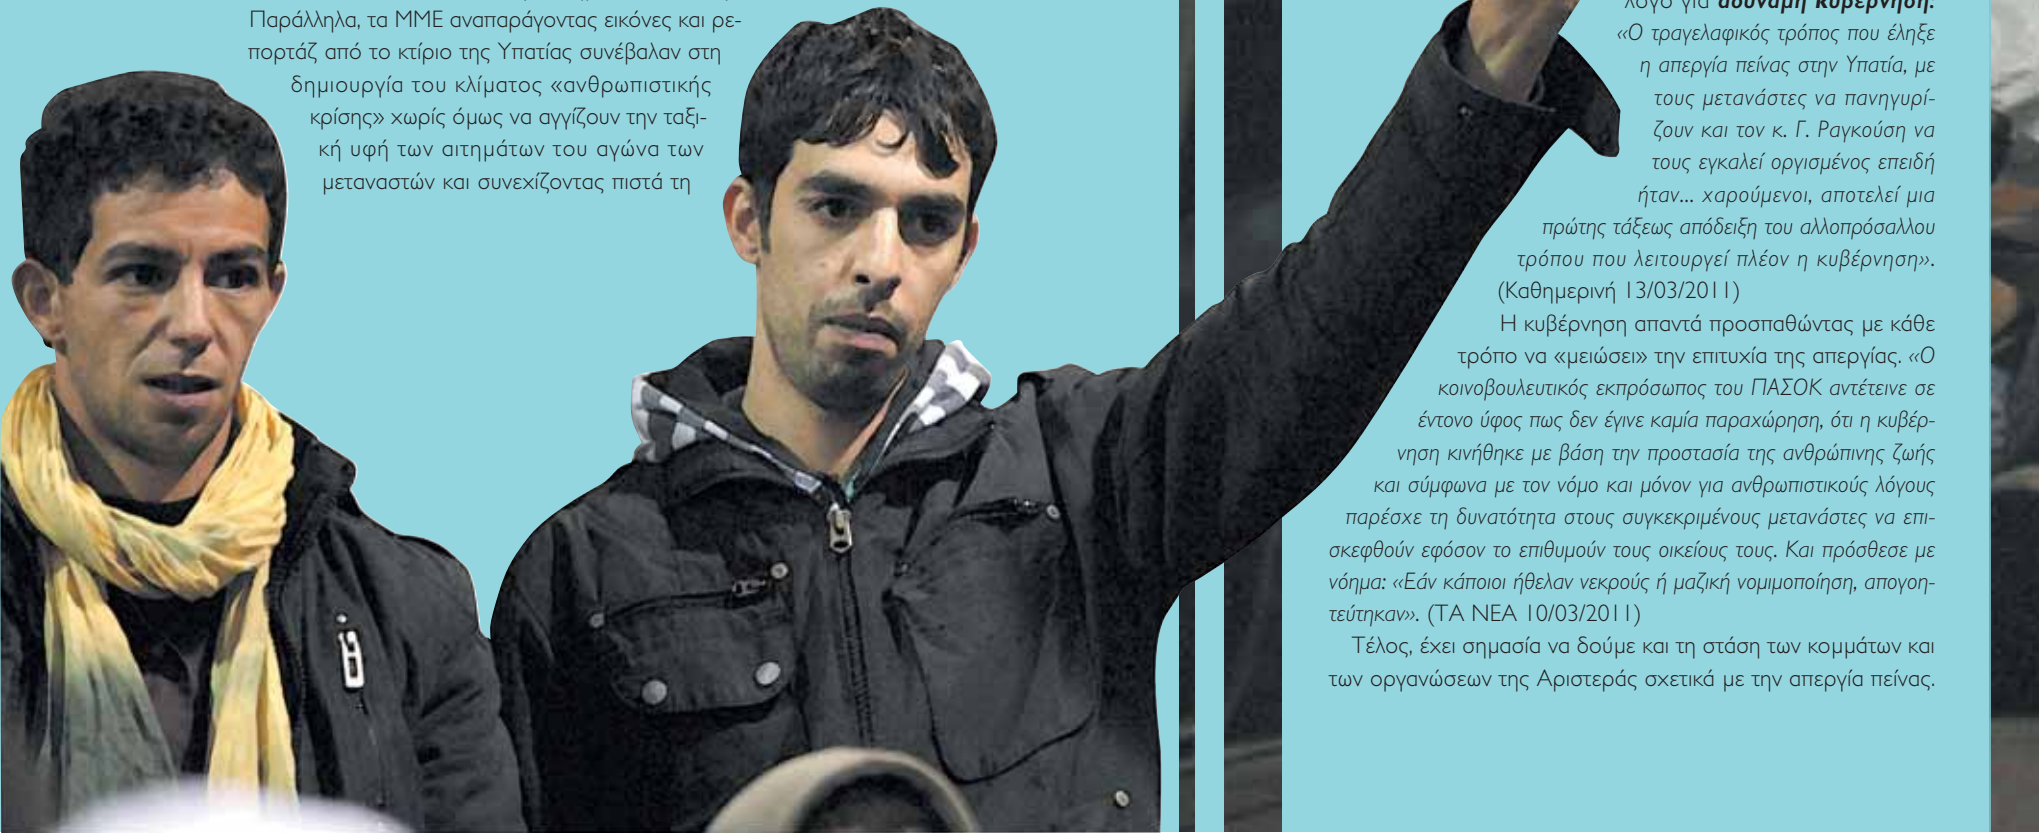 Παράλληλα, τα ΜΜΕ αναπαράγοντας εικόνες και ρε-
πορτάζ από το κτίριο της Υπατίας συνέβαλαν στη
δημιουργία του κλίματος «ανθρωπιστικής
κρίσης» χωρίς όμως να αγγίζουν την ταξι-
κή υφή των αιτημάτων του αγώνα των
μεταναστών και συνεχίζοντας πιστά τη
λόγο για αδύναμη κυβέρνηση:
«Ο τραγελαφικός τρόπος που έληξε
η απεργία πείνας στην Υπατία, με
τους μετανάστες να πανηγυρί-
ζουν και τον κ. Γ. Ραγκούση να
τους εγκαλεί οργισμένος επειδή
ήταν... χαρούμενοι, αποτελεί μια
πρώτης τάξεως απόδειξη του αλλοπρόσαλλου
τρόπου που λειτουργεί πλέον η κυβέρνηση».
(Καθημερινή 13/03/2011)
Η κυβέρνηση απαντά προσπαθώντας με κάθε
τρόπο να «μειώσει» την επιτυχία της απεργίας. «Ο
κοινοβουλευτικός εκπρόσωπος του ΠΑΣΟΚ αντέτεινε σε
έντονο ύφος πως δεν έγινε καμία παραχώρηση, ότι η κυβέρ-
νηση κινήθηκε με βάση την προστασία της ανθρώπινης ζωής
και σύμφωνα με τον νόμο και μόνον για ανθρωπιστικούς λόγους
παρέσχε τη δυνατότητα στους συγκεκριμένους μετανάστες να επι-
σκεφθούν εφόσον το επιθυμούν τους οικείους τους. Και πρόσθεσε με
νόημα: «Εάν κάποιοι ήθελαν νεκρούς ή μαζική νομιμοποίηση, απογοη-
τεύτηκαν». (ΤΑ ΝΕΑ 10/03/2011)
Τέλος, έχει σημασία να δούμε και τη στάση των κομμάτων και
των οργανώσεων της Αριστεράς σχετικά με την απεργία πείνας.